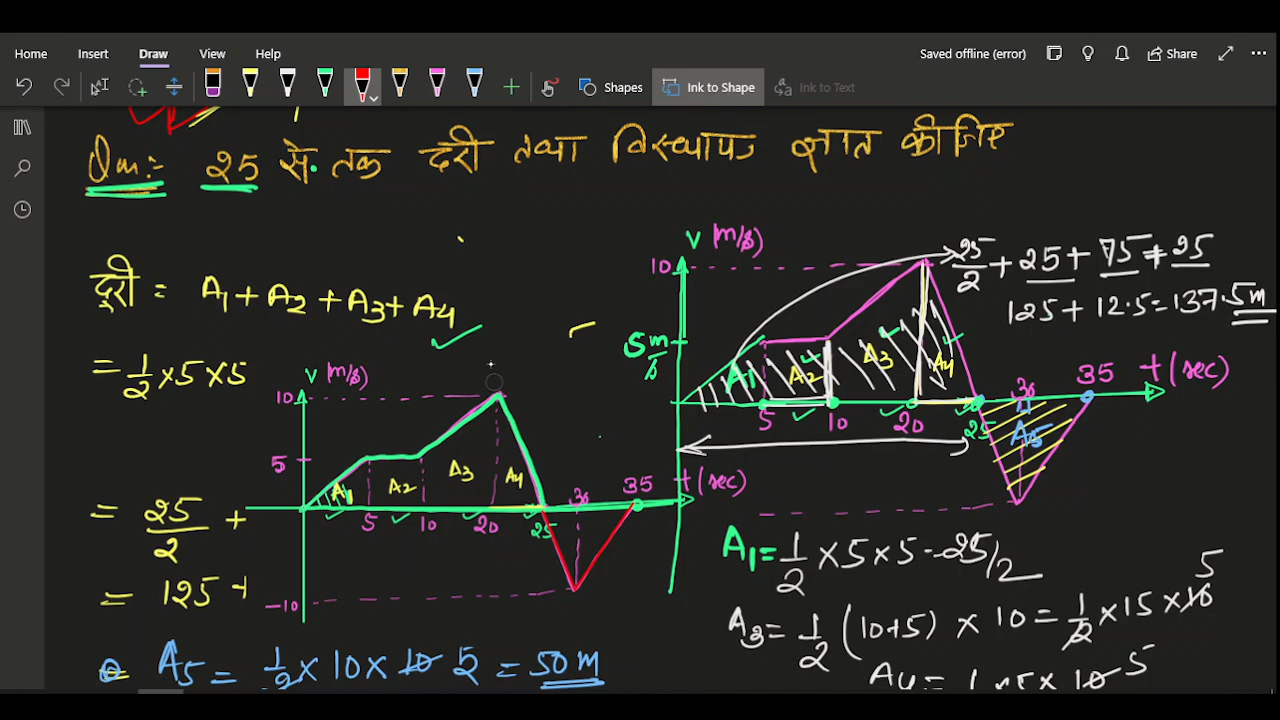 Home Insert Draw View Help Saved offline (error) Share
Shapes Ink to Shape Ink to Text
Qm:- 25 से. तक दूरी तथा विस्थापन ज्ञात कीजिए
दूरी = A1 + A2 + A3 + A4
= 1/2 × 5 × 5
= 25/2 +
= 125 +
A5 = 1/2 × 10 × 10 5 = 50 m
V (m/s)
10
5
-10
A1 A2 A3 A4
5 10 20 25 30 35 t (sec)
V (m/s)
10
5 m/s
A1 A2 A3 A4 A5
5 10 20 25 30 35 t (sec)
25/2 + 25 + 75 + 25
125 + 12.5 = 137.5 m
A1 = 1/2 × 5 × 5 = 25/2
A3 = 1/2 (10+5) × 10 = 1/2 × 15 × 10 5